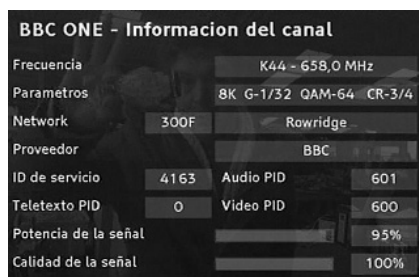 BBC ONE - Informacion del canal
Frecuencia K44 - 658,0 MHz
Parametros 8K G-1/32 QAM-64 CR-3/4
Network 300F Rowridge
Proveedor BBC
ID de servicio 4163 Audio PID 601
Teletexto PID 0 Video PID 600
Potencia de la señal 95%
Calidad de la señal 100%